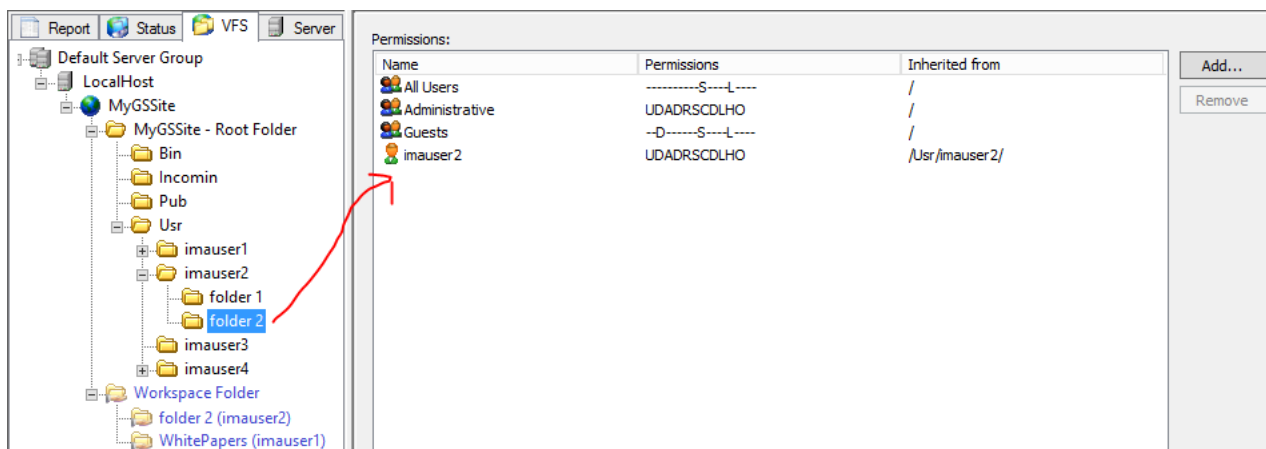 Report Status VFS Server
Default Server Group
LocalHost
MyGSSite
MyGSSite - Root Folder
Bin
Incomin
Pub
Usr
imauser1
imauser2
folder 1
folder 2
imauser3
imauser4
Workspace Folder
folder 2 (imauser2)
WhitePapers (imauser1)
Permissions:
Name Permissions Inherited from
All Users ----------S----L---- /
Administrative UDADRSCDLHO /
Guests --D------S----L---- /
imauser2 UDADRSCDLHO /Usr/imauser2/
Add...
Remove